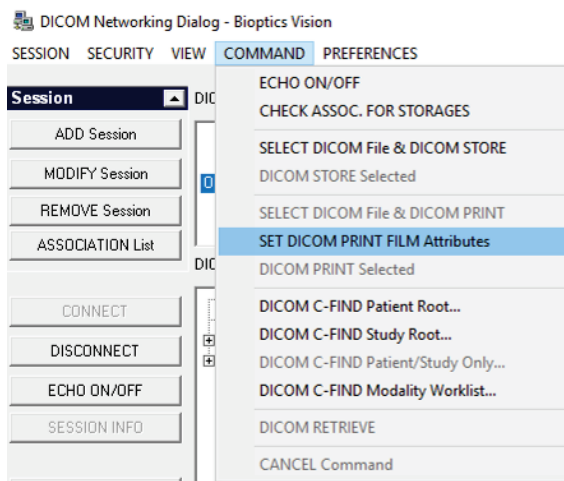 DICOM Networking Dialog - Bioptics Vision
SESSION SECURITY VIEW COMMAND PREFERENCES
Session
ADD Session
MODIFY Session
REMOVE Session
ASSOCIATION List
CONNECT
DISCONNECT
ECHO ON/OFF
SESSION INFO
ECHO ON/OFF
CHECK ASSOC. FOR STORAGES
SELECT DICOM File & DICOM STORE
DICOM STORE Selected
SELECT DICOM File & DICOM PRINT
SET DICOM PRINT FILM Attributes
DICOM PRINT Selected
DICOM C-FIND Patient Root...
DICOM C-FIND Study Root...
DICOM C-FIND Patient/Study Only...
DICOM C-FIND Modality Worklist...
DICOM RETRIEVE
CANCEL Command